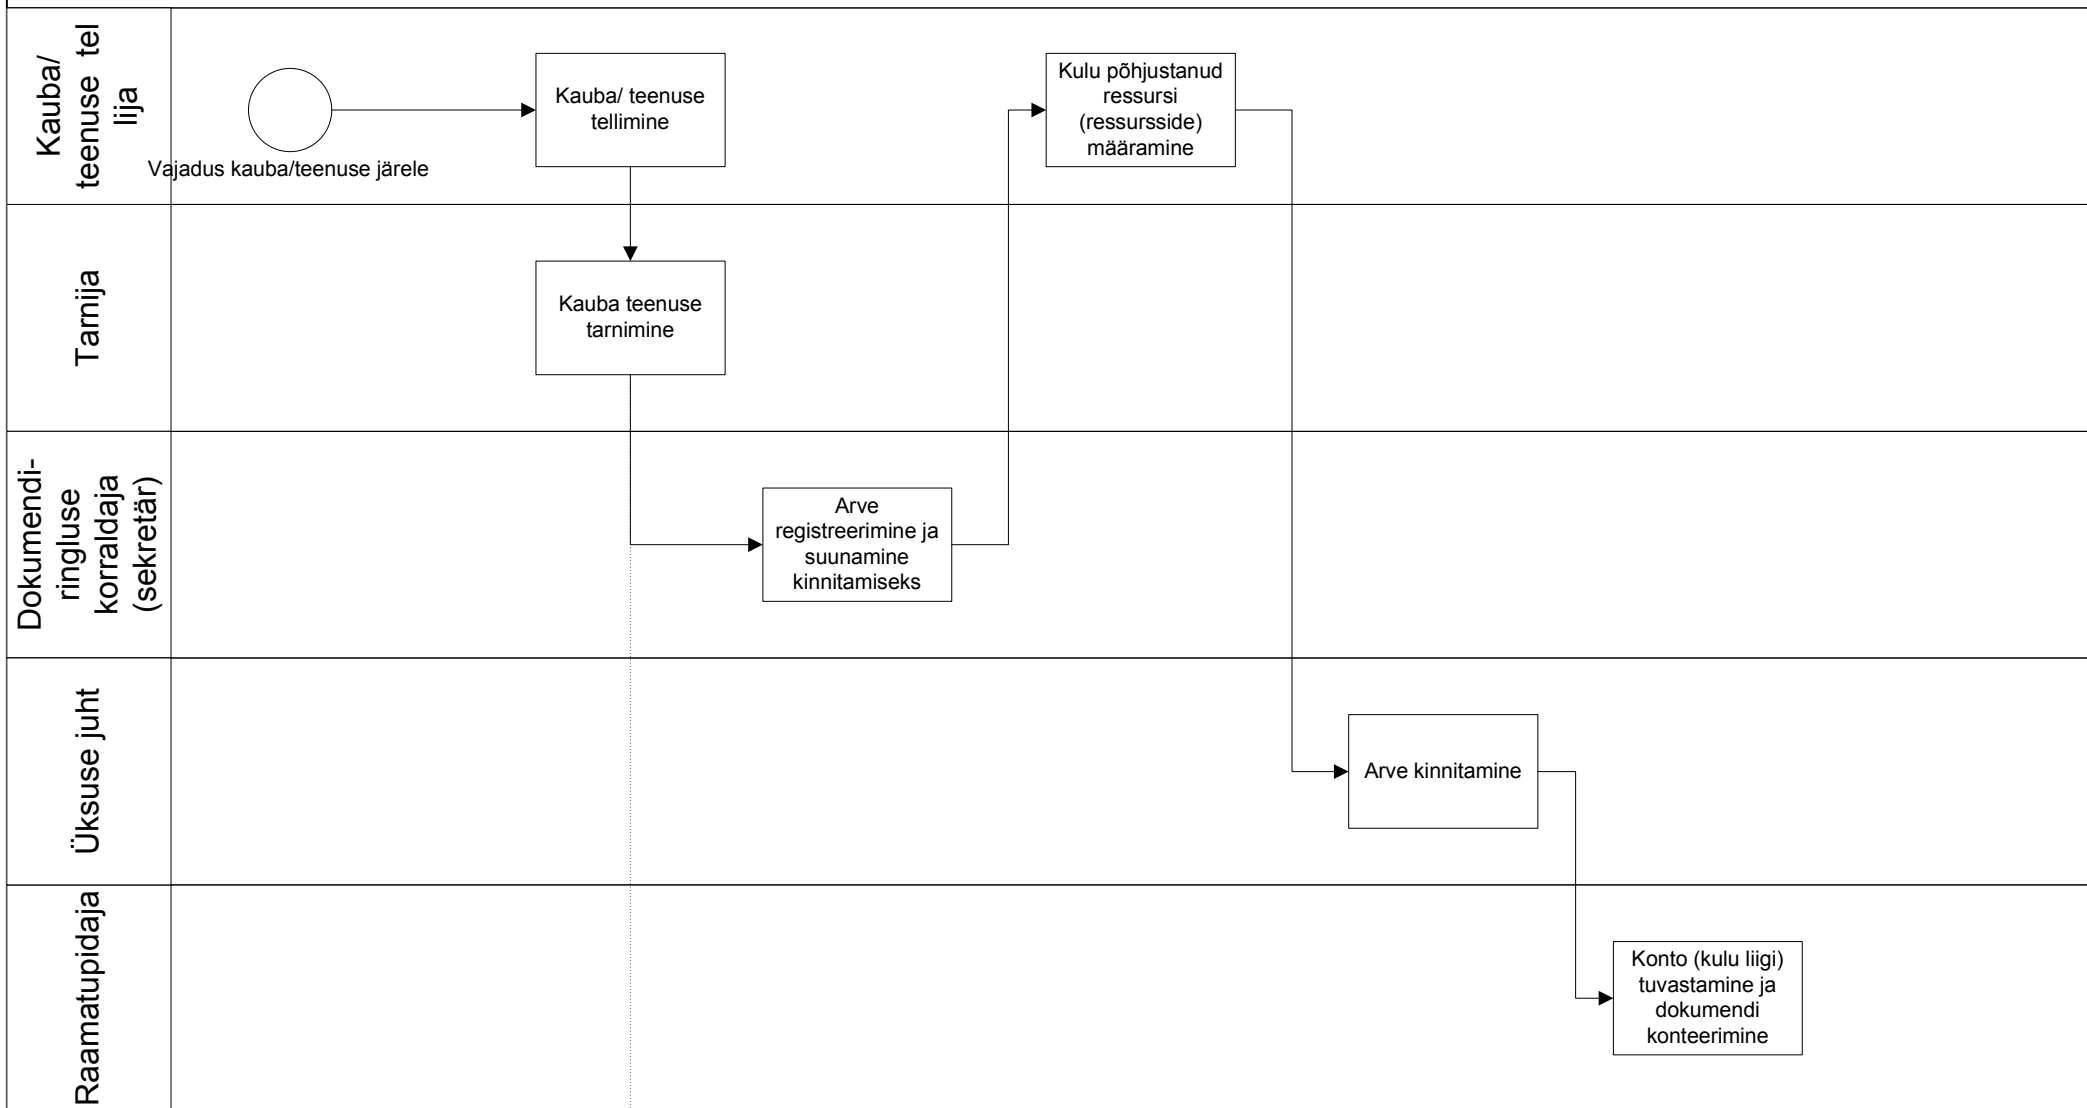 Kauba/
teenuse tel
lija
Vajadus kauba/teenuse järele
Kauba/ teenuse
tellimine
Kulu põhjustanud
ressursi
(ressursside)
määramine
Tarnija
Kauba teenuse
tarnimine
Dokumendi-
ringluse
korraldaja
(sekretär)
Arve
registreerimine ja
suunamine
kinnitamiseks
Üksuse juht
Arve kinnitamine
Raamatupidaja
Konto (kulu liigi)
tuvastamine ja
dokumendi
konteerimine